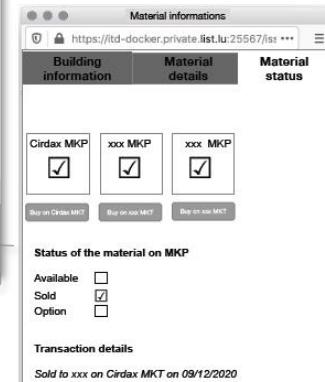 Material informations
https://itd-docker.private.list.lu:25567/iss •••
Building information
Material details
Material status
Cirdax MKP
xxx MKP
xxx MKP
Buy on Cirdax MKT
Buy on xxx MKT
Buy on xxx MKT
Status of the material on MKP
Available
Sold
Option
Transaction details
Sold to xxx on Cirdax MKT on 09/12/2020